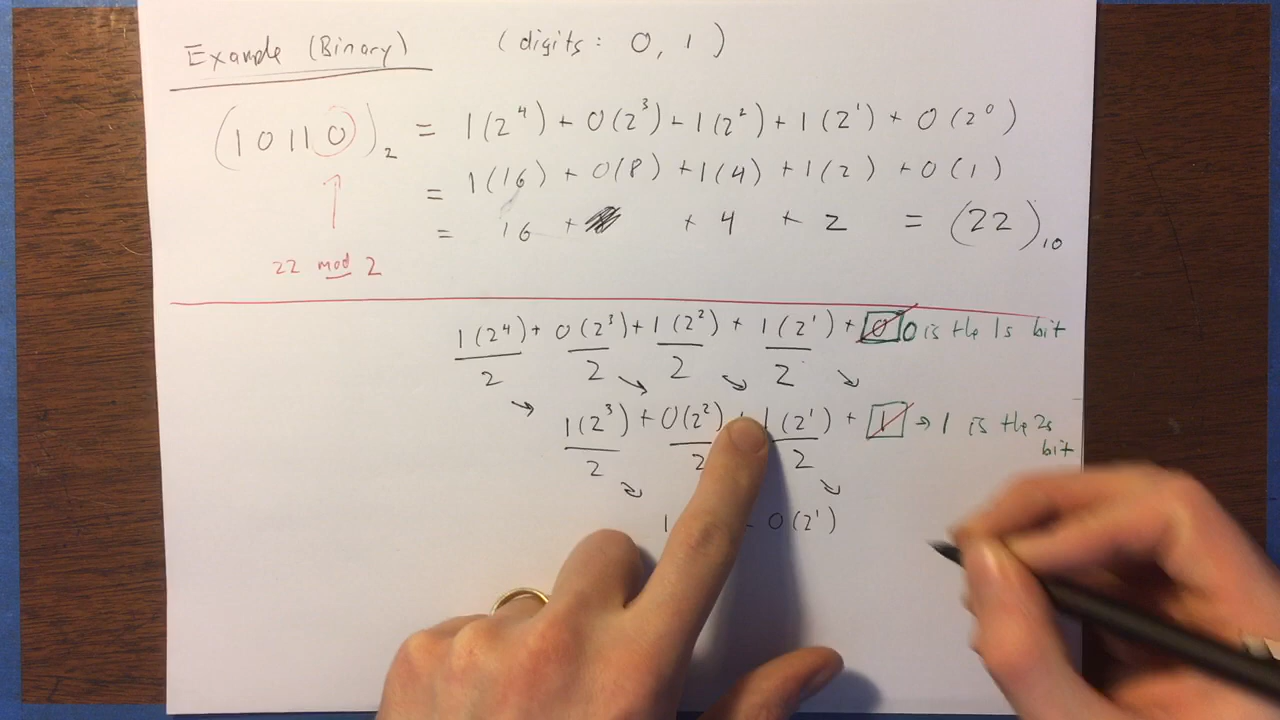 Example (Binary) (digits: 0, 1)
(10110)₂ = 1(2⁴) + 0(2³) + 1(2²) + 1(2¹) + 0(2⁰)
= 1(16) + 0(8) + 1(4) + 1(2) + 0(1)
= 16 + + 4 + 2 = (22)₁₀
22 mod 2
1(2⁴) + 0(2³) + 1(2²) + 1(2¹) + 0 0 is the 1s bit
2 2 2 2
1(2³) + 0(2²) + 1(2¹) + 1 → 1 is the 2s
bit
2 2 2
1 0(2¹)